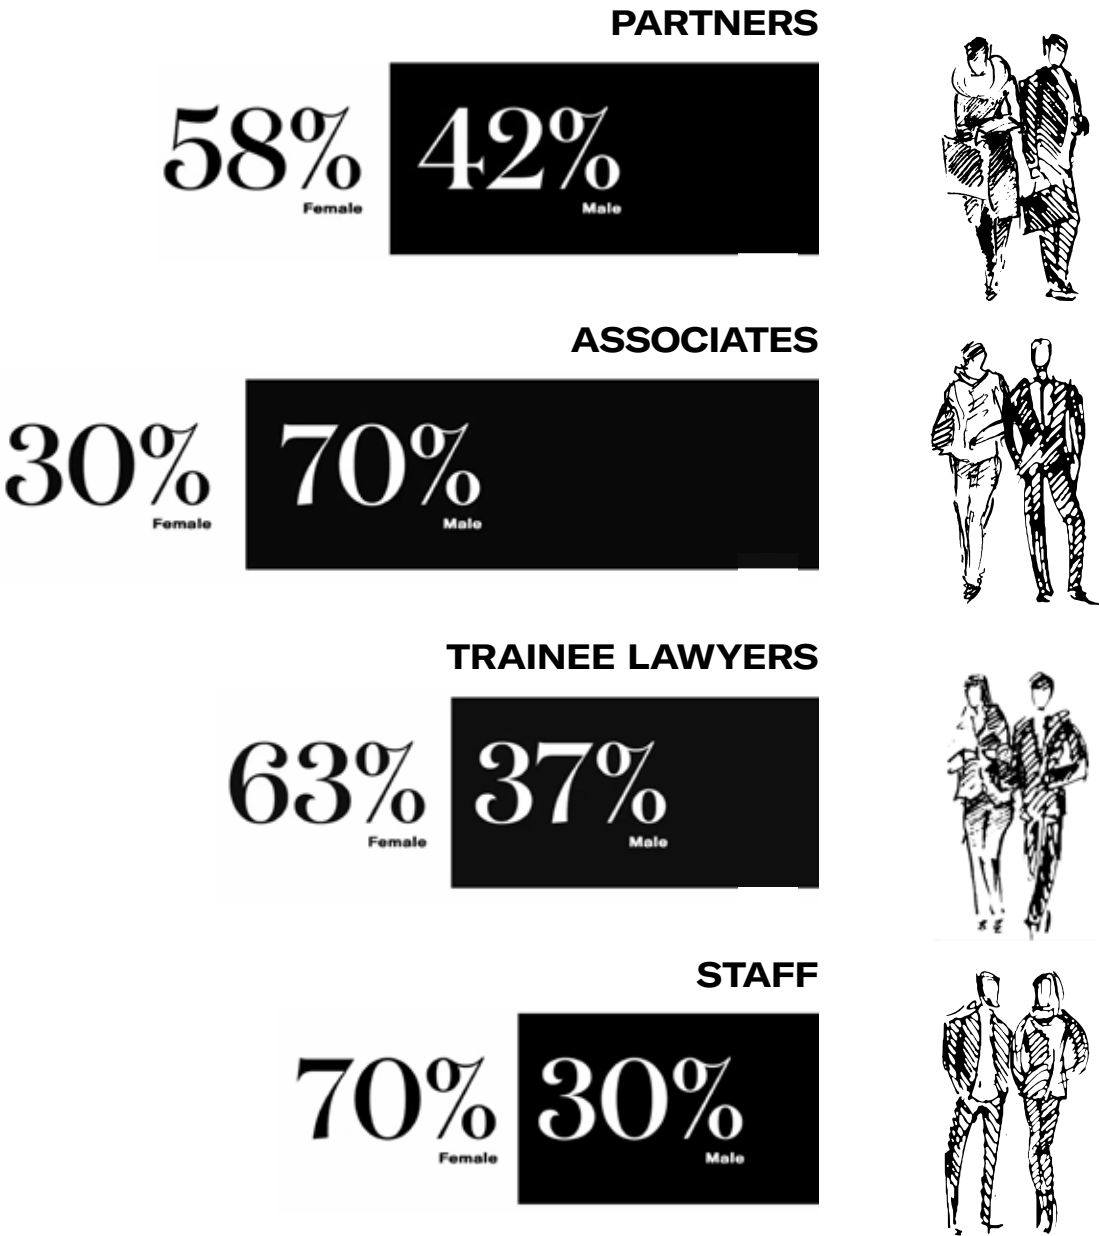 PARTNERS
58% 42%
Female Male
ASSOCIATES
30% 70%
Female Male
TRAINEE LAWYERS
63% 37%
Female Male
STAFF
70% 30%
Female Male